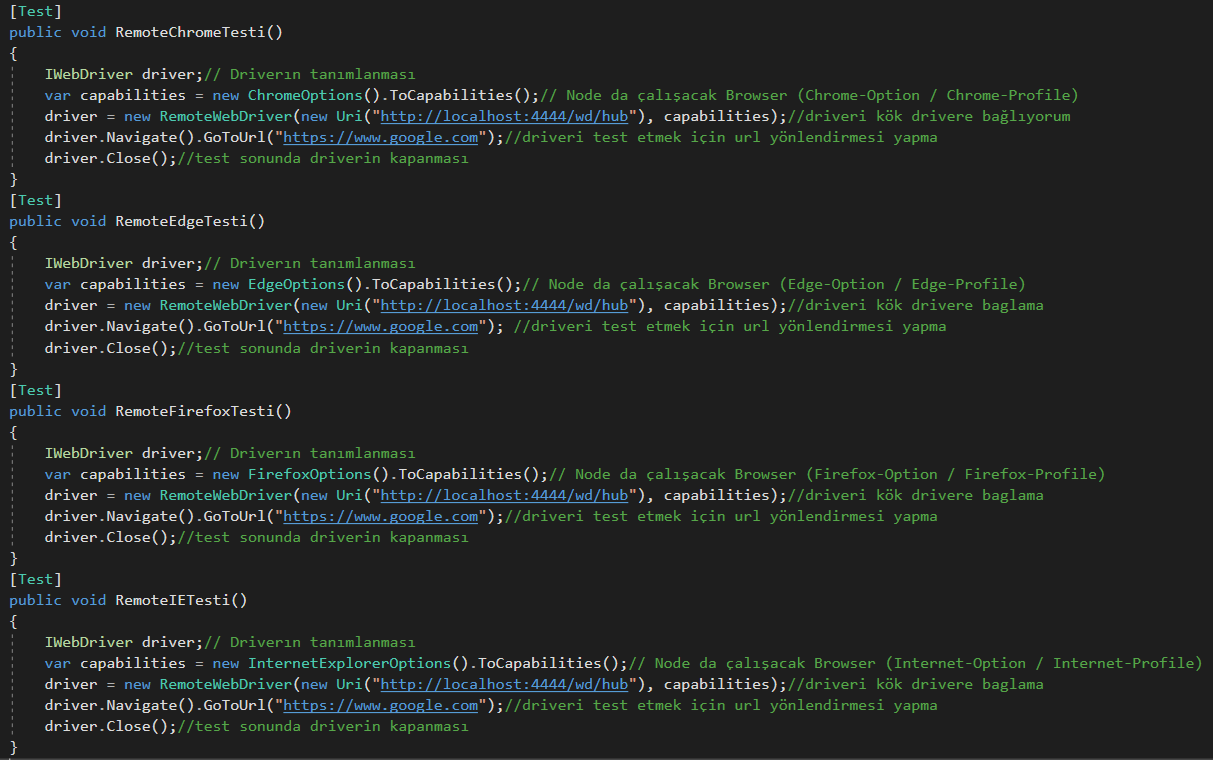 [Test]
public void RemoteChromeTesti()
{
    IWebDriver driver;// Driverın tanımlanması
    var capabilities = new ChromeOptions().ToCapabilities();// Node da çalışacak Browser (Chrome-Option / Chrome-Profile)
    driver = new RemoteWebDriver(new Uri("http://localhost:4444/wd/hub"), capabilities);//driveri kök drivere bağlıyorum
    driver.Navigate().GoToUrl("https://www.google.com");//driveri test etmek için url yönlendirmesi yapma
    driver.Close();//test sonunda driverin kapanması
}
[Test]
public void RemoteEdgeTesti()
{
    IWebDriver driver;// Driverın tanımlanması
    var capabilities = new EdgeOptions().ToCapabilities();// Node da çalışacak Browser (Edge-Option / Edge-Profile)
    driver = new RemoteWebDriver(new Uri("http://localhost:4444/wd/hub"), capabilities);//driveri kök drivere baglama
    driver.Navigate().GoToUrl("https://www.google.com"); //driveri test etmek için url yönlendirmesi yapma
    driver.Close();//test sonunda driverin kapanması
}
[Test]
public void RemoteFirefoxTesti()
{
    IWebDriver driver;// Driverın tanımlanması
    var capabilities = new FirefoxOptions().ToCapabilities();// Node da çalışacak Browser (Firefox-Option / Firefox-Profile)
    driver = new RemoteWebDriver(new Uri("http://localhost:4444/wd/hub"), capabilities);//driveri kök drivere baglama
    driver.Navigate().GoToUrl("https://www.google.com");//driveri test etmek için url yönlendirmesi yapma
    driver.Close();//test sonunda driverin kapanması
}
[Test]
public void RemoteIETesti()
{
    IWebDriver driver;// Driverın tanımlanması
    var capabilities = new InternetExplorerOptions().ToCapabilities();// Node da çalışacak Browser (Internet-Option / Internet-Profile)
    driver = new RemoteWebDriver(new Uri("http://localhost:4444/wd/hub"), capabilities);//driveri kök drivere baglama
    driver.Navigate().GoToUrl("https://www.google.com");//driveri test etmek için url yönlendirmesi yapma
    driver.Close();//test sonunda driverin kapanması
}